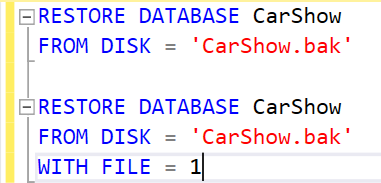 RESTORE DATABASE CarShow
FROM DISK = 'CarShow.bak'
RESTORE DATABASE CarShow
FROM DISK = 'CarShow.bak'
WITH FILE = 1